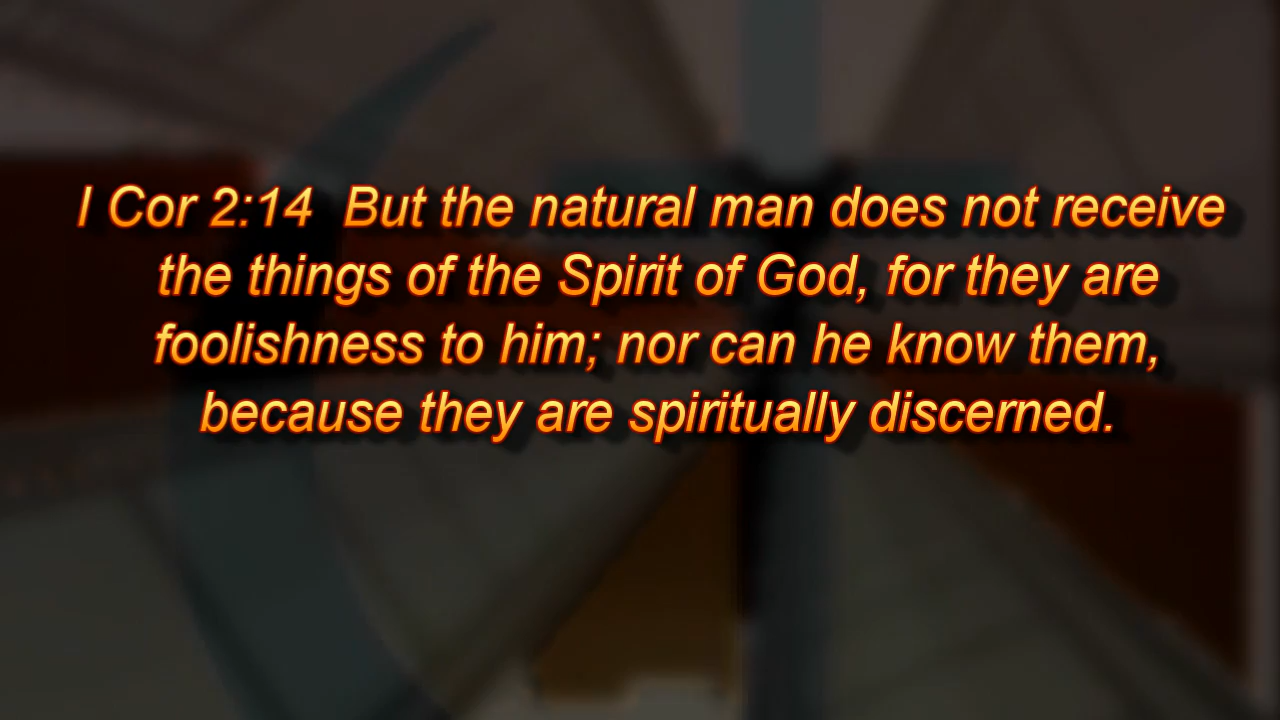 I Cor 2:14  But the natural man does not receive
the things of the Spirit of God, for they are
foolishness to him; nor can he know them,
because they are spiritually discerned.